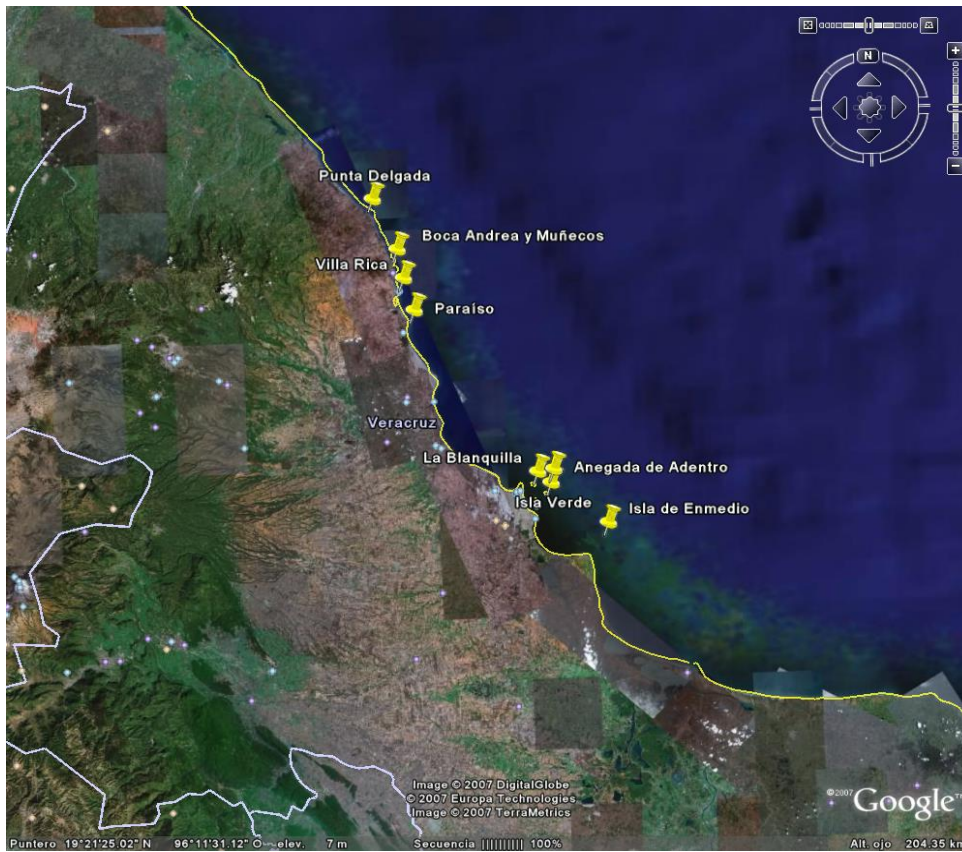 N
Punta Delgada
Boca Andrea y Muñecos
Villa Rica
Paraíso
Veracruz
La Blanquilla
Anegada de Adentro
Isla Verde
Isla de Enmedio
Image © 2007 DigitalGlobe
© 2007 Europa Technologies
Image © 2007 TerraMetrics
©2007 Google™
Puntero 19°21'25.02" N 96°11'31.12" O elev. 7 m Secuencia |||||||||| 100% Alt. ojo 204.35 km